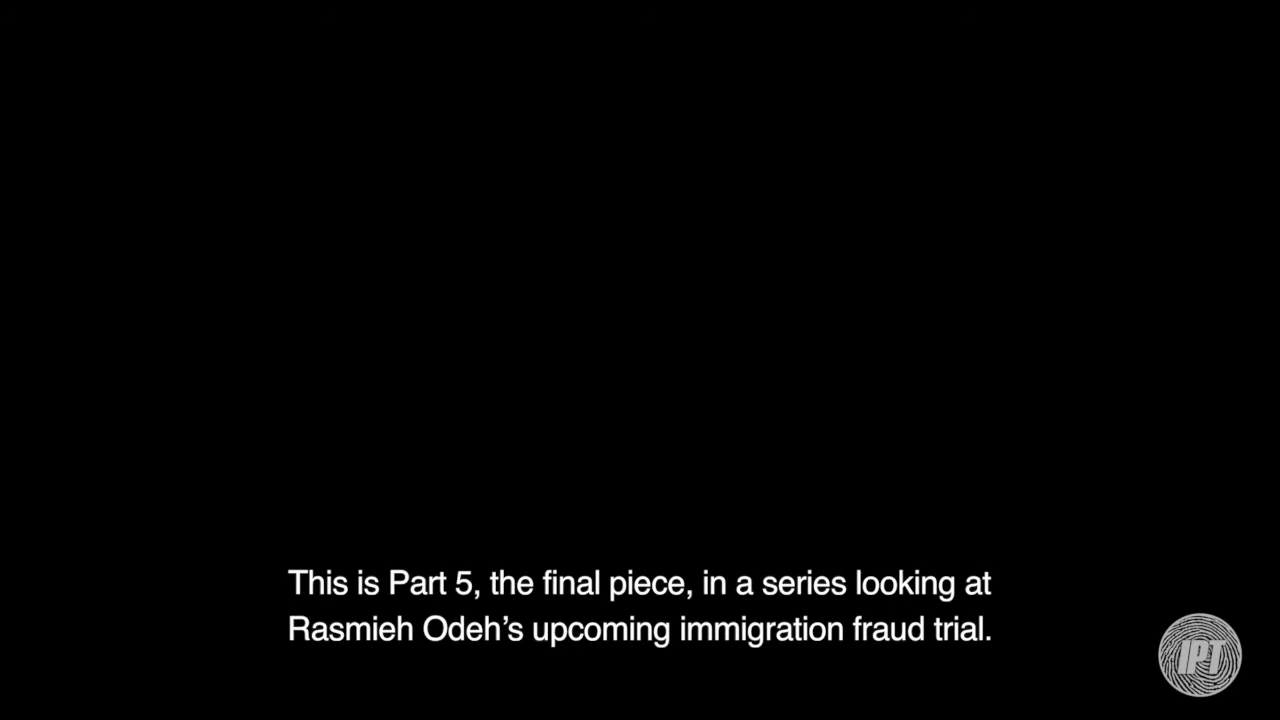 This is Part 5, the final piece, in a series looking at
Rasmieh Odeh’s upcoming immigration fraud trial.
IPT